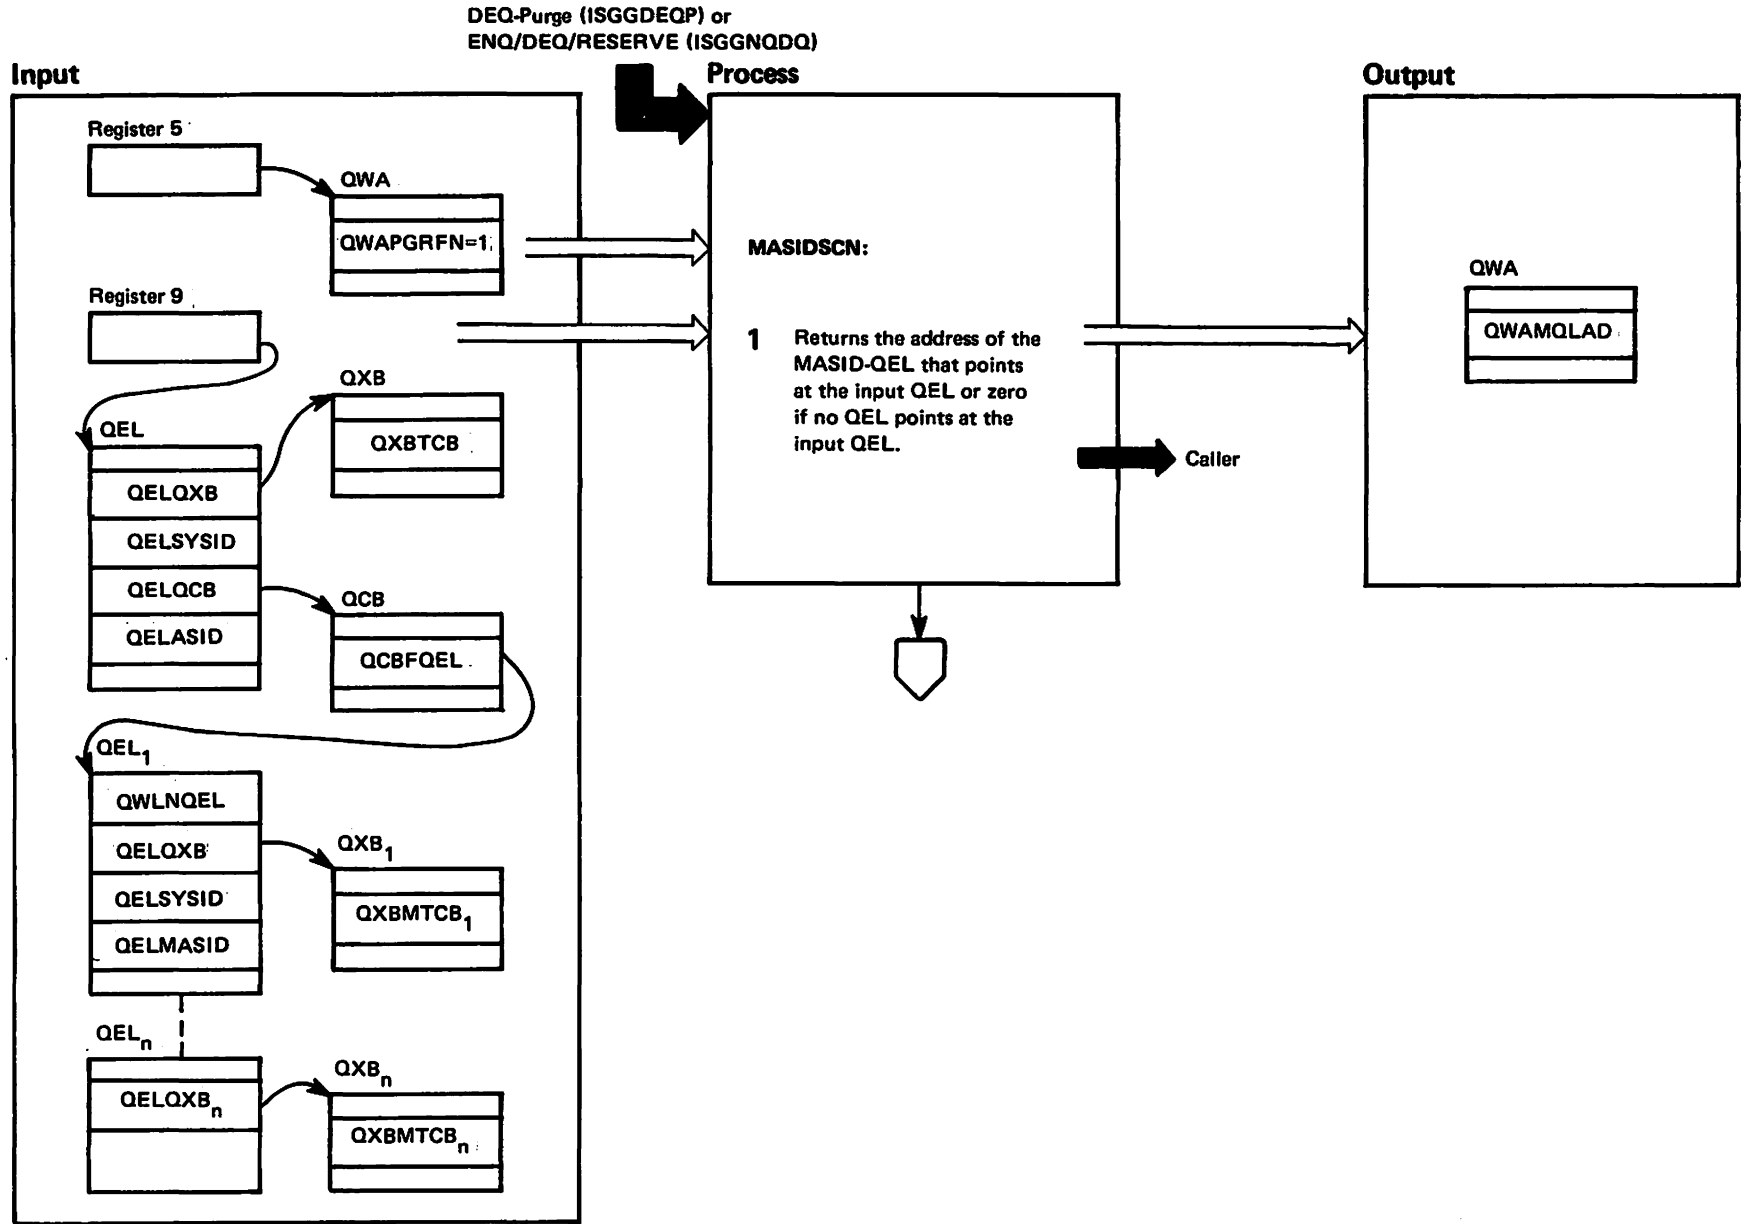 DEQ-Purge (ISGGDEQP) or
ENQ/DEQ/RESERVE (ISGGNQDQ)
Input
Process
Output
Register 5
QWA
QWAPGRFN=1
Register 9
QEL
QELQXB
QELSYSID
QELQCB
QELASID
QXB
QXBTCB
QCB
QCBFQEL
QEL1
QWLNQEL
QELQXB
QELSYSID
QELMASID
QXB1
QXBMTCB1
QELn
QELQXBn
QXBn
QXBMTCBn
MASIDSCN:
1 Returns the address of the
MASID-QEL that points
at the input QEL or zero
if no QEL points at the
input QEL.
Caller
QWA
QWAMQLAD